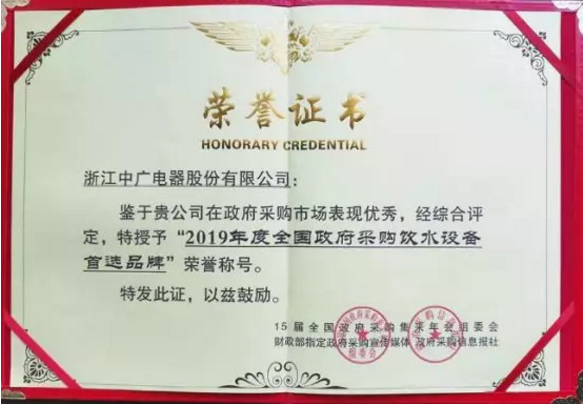 荣誉证书
HONORARY CREDENTIAL
浙江中广电器股份有限公司：
鉴于贵公司在政府采购市场表现优秀，经综合评
定，特授予“2019年度全国政府采购饮水设备
首选品牌”荣誉称号。
特发此证，以兹鼓励。
15届全国政府采购集采年会组委会
财政部指定政府采购宣传媒体 政府采购信息报社